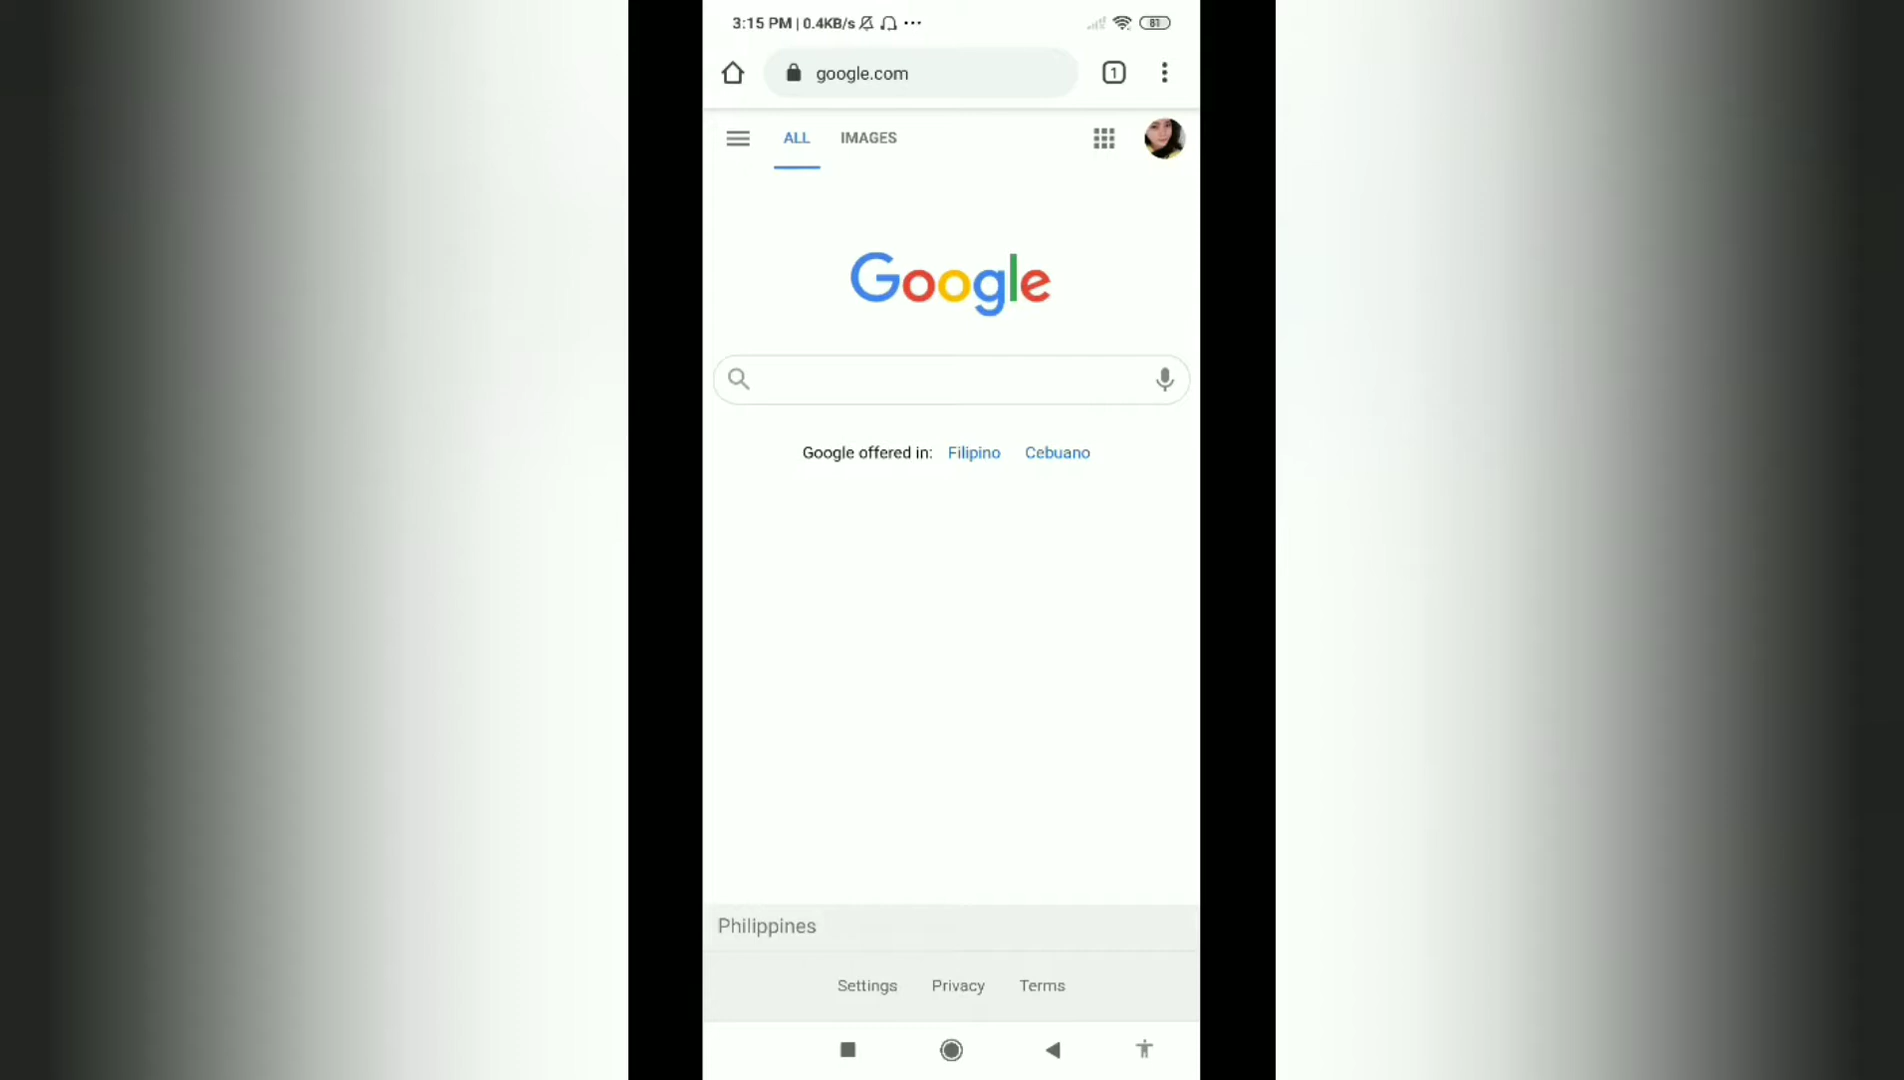 3:15 PM | 0.4KB/s
81
google.com
1
ALL IMAGES
Google
Google offered in: Filipino Cebuano
Philippines
Settings Privacy Terms